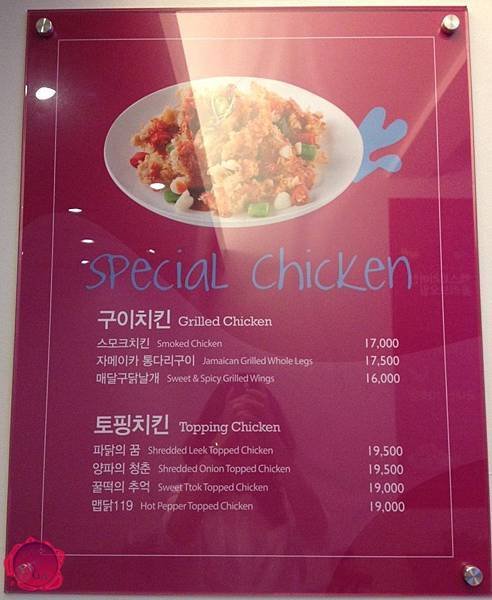 SPECIAL CHICKEN
구이치킨 Grilled Chicken
스모크치킨 Smoked Chicken 17,000
자메이카 통다리구이 Jamaican Grilled Whole Legs 17,500
매달구닭날개 Sweet & Spicy Grilled Wings 16,000
토핑치킨 Topping Chicken
파닭의 꿈 Shredded Leek Topped Chicken 19,500
양파의 청춘 Shredded Onion Topped Chicken 19,500
꿀떡의 추억 Sweet Ttok Topped Chicken 19,000
맵닭119 Hot Pepper Topped Chicken 19,000